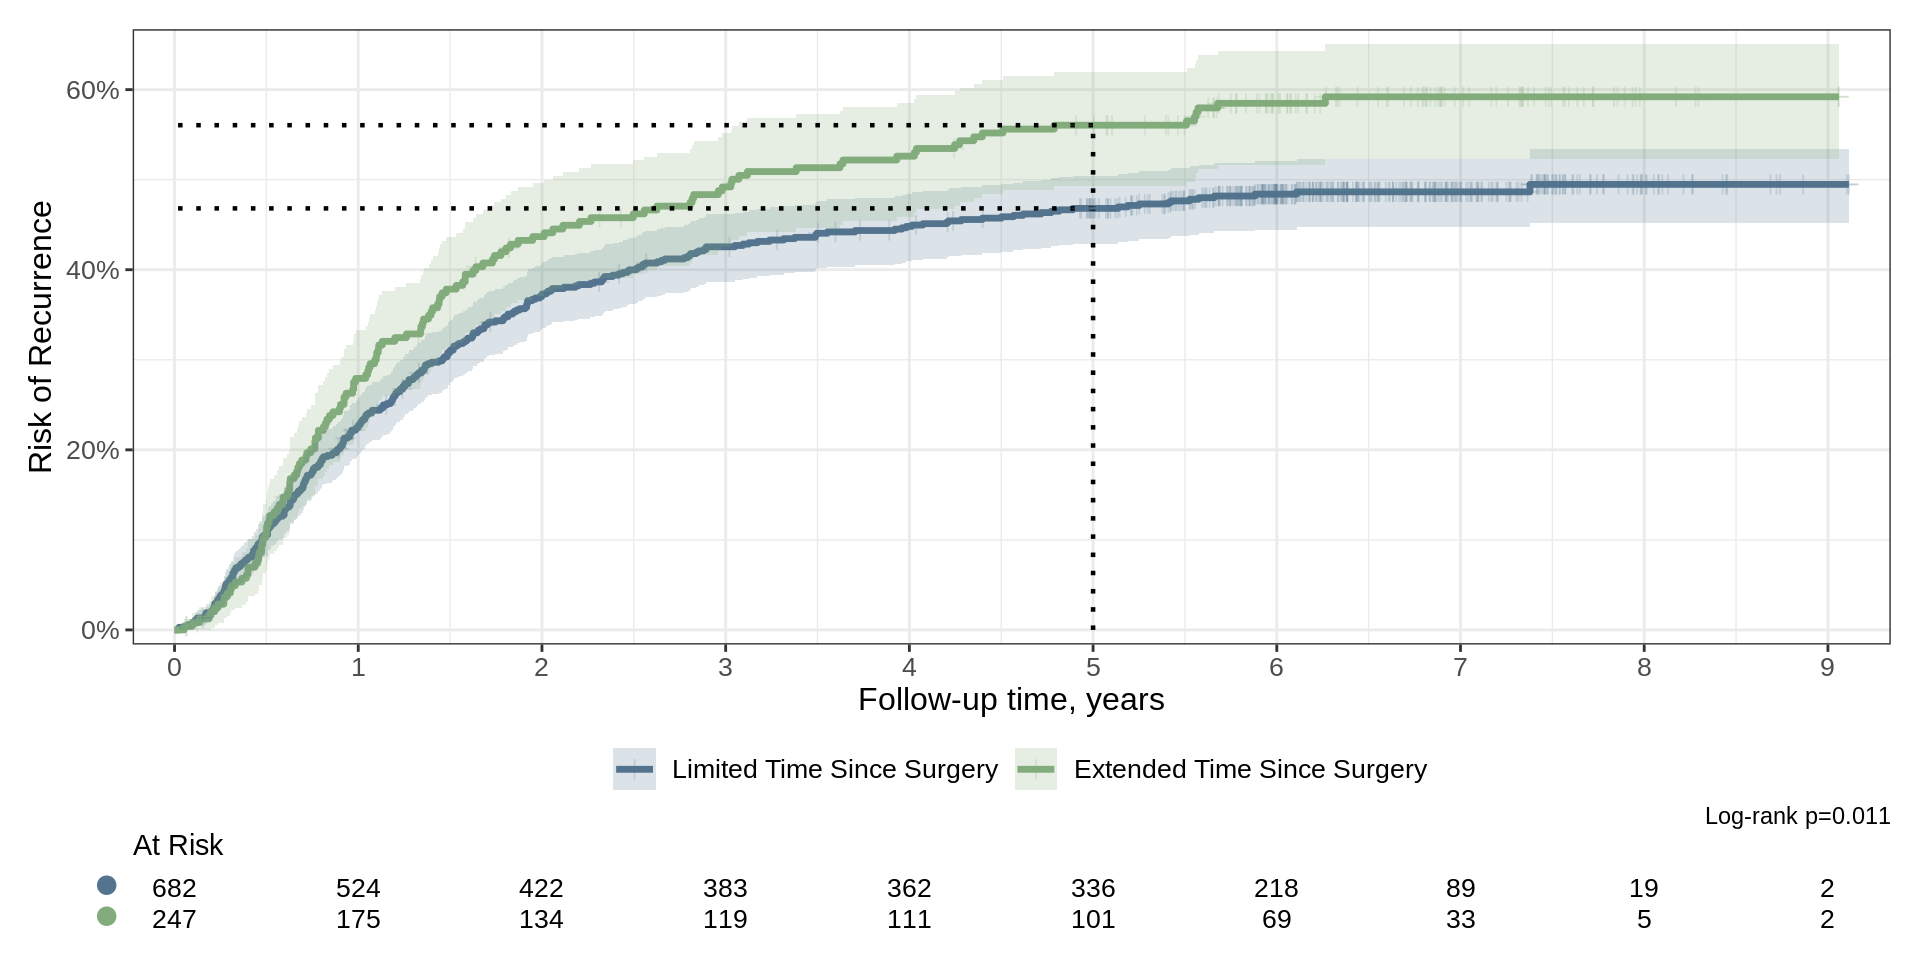 60%
40%
20%
0%
Risk of Recurrence
0 1 2 3 4 5 6 7 8 9
Follow-up time, years
Limited Time Since Surgery Extended Time Since Surgery
Log-rank p=0.011
At Risk
682 524 422 383 362 336 218 89 19 2
247 175 134 119 111 101 69 33 5 2